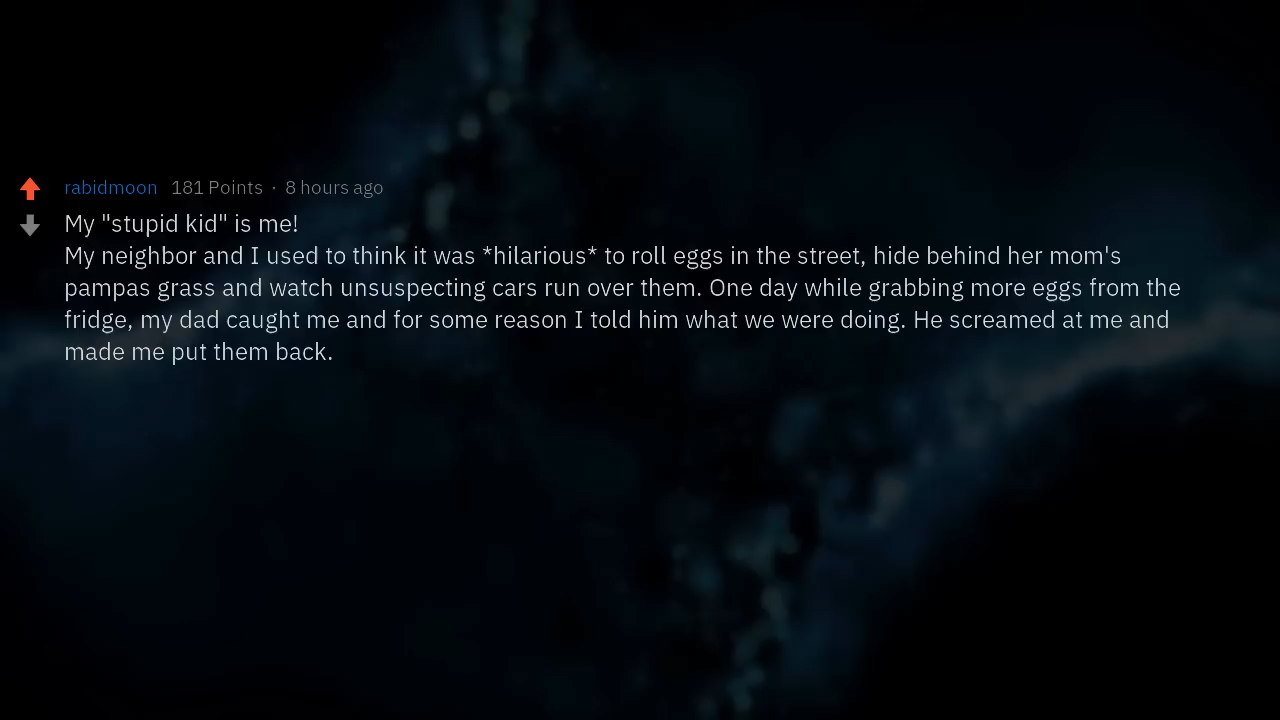 rabidmoon 181 Points · 8 hours ago
My "stupid kid" is me!
My neighbor and I used to think it was *hilarious* to roll eggs in the street, hide behind her mom's
pampas grass and watch unsuspecting cars run over them. One day while grabbing more eggs from the
fridge, my dad caught me and for some reason I told him what we were doing. He screamed at me and
made me put them back.